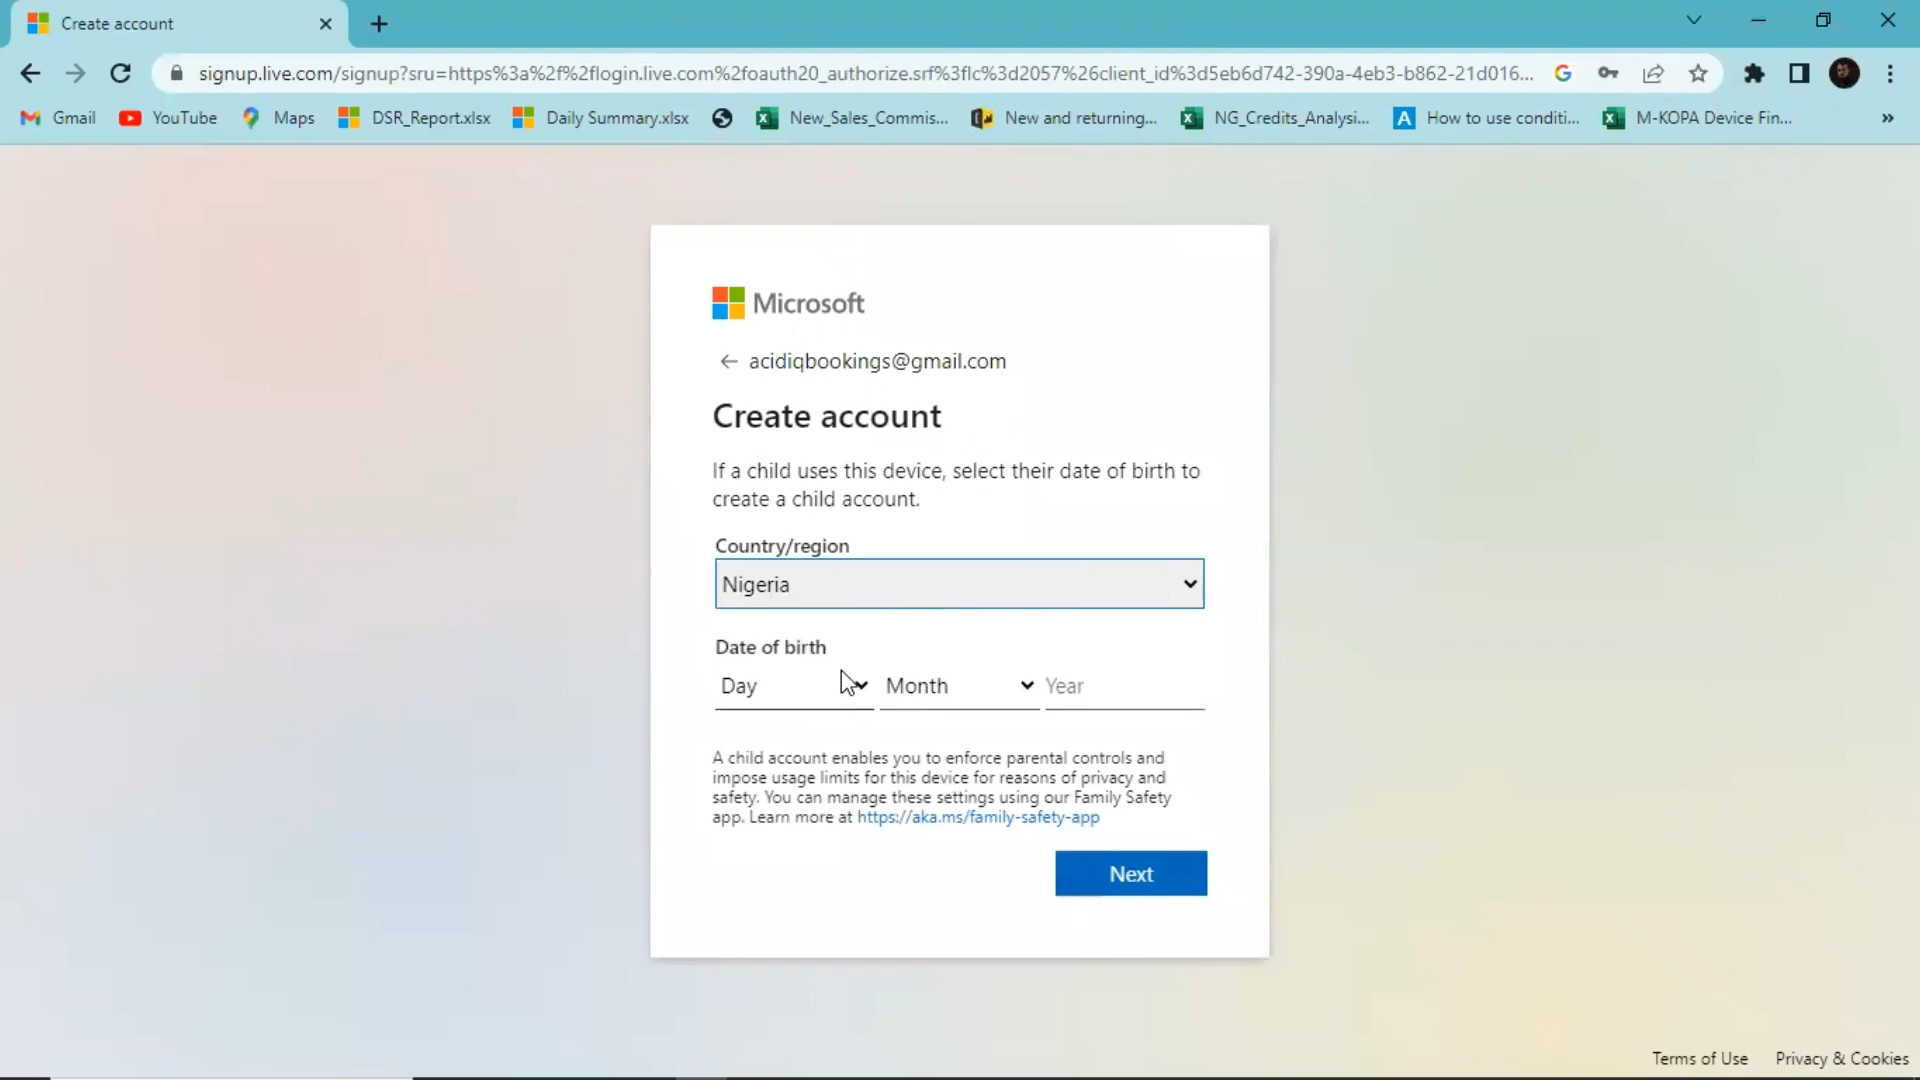 Create account
signup.live.com/signup?sru=https%3a%2f%2flogin.live.com%2foauth20_authorize.srf%3flc%3d2057%26client_id%3d5eb6d742-390a-4eb3-b862-21d016...
Gmail YouTube Maps DSR_Report.xlsx Daily Summary.xlsx New_Sales_Commis... New and returning... NG_Credits_Analysi... How to use conditi... M-KOPA Device Fin... »
Microsoft
acidiqbookings@gmail.com
Create account
If a child uses this device, select their date of birth to
create a child account.
Country/region
Nigeria
Date of birth
Day Month Year
A child account enables you to enforce parental controls and
impose usage limits for this device for reasons of privacy and
safety. You can manage these settings using our Family Safety
app. Learn more at https://aka.ms/family-safety-app
Next
Terms of Use Privacy & Cookies